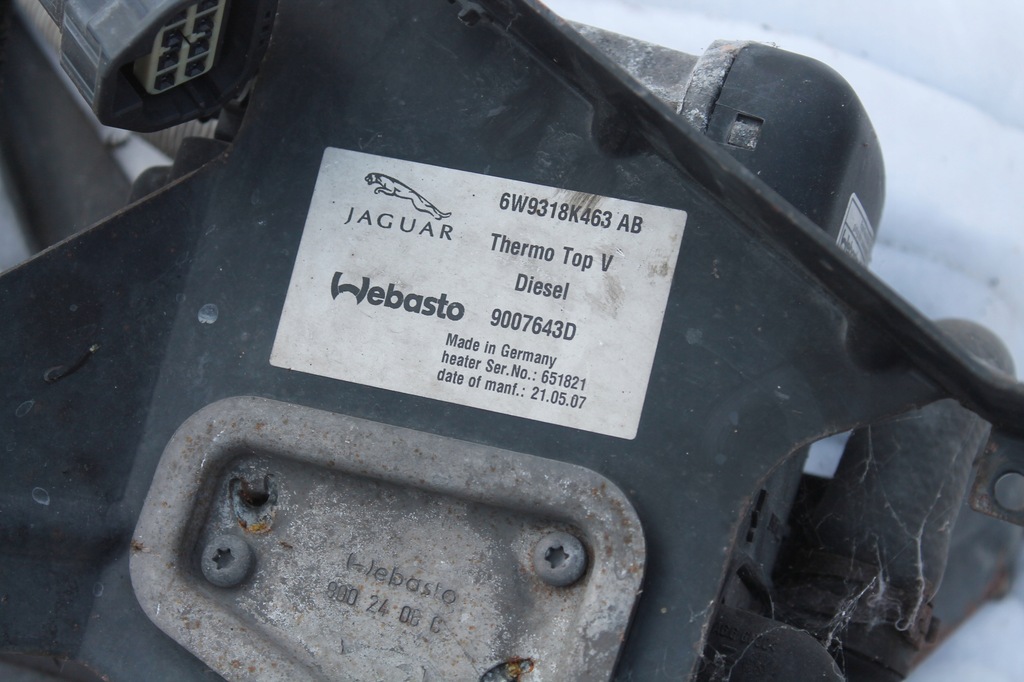 JAGUAR
6W9318K463 AB
Thermo Top V
Diesel
Webasto
9007643D
Made in Germany
heater Ser.No.: 651821
date of manf.: 21.05.07
Webasto
900 24 06 C